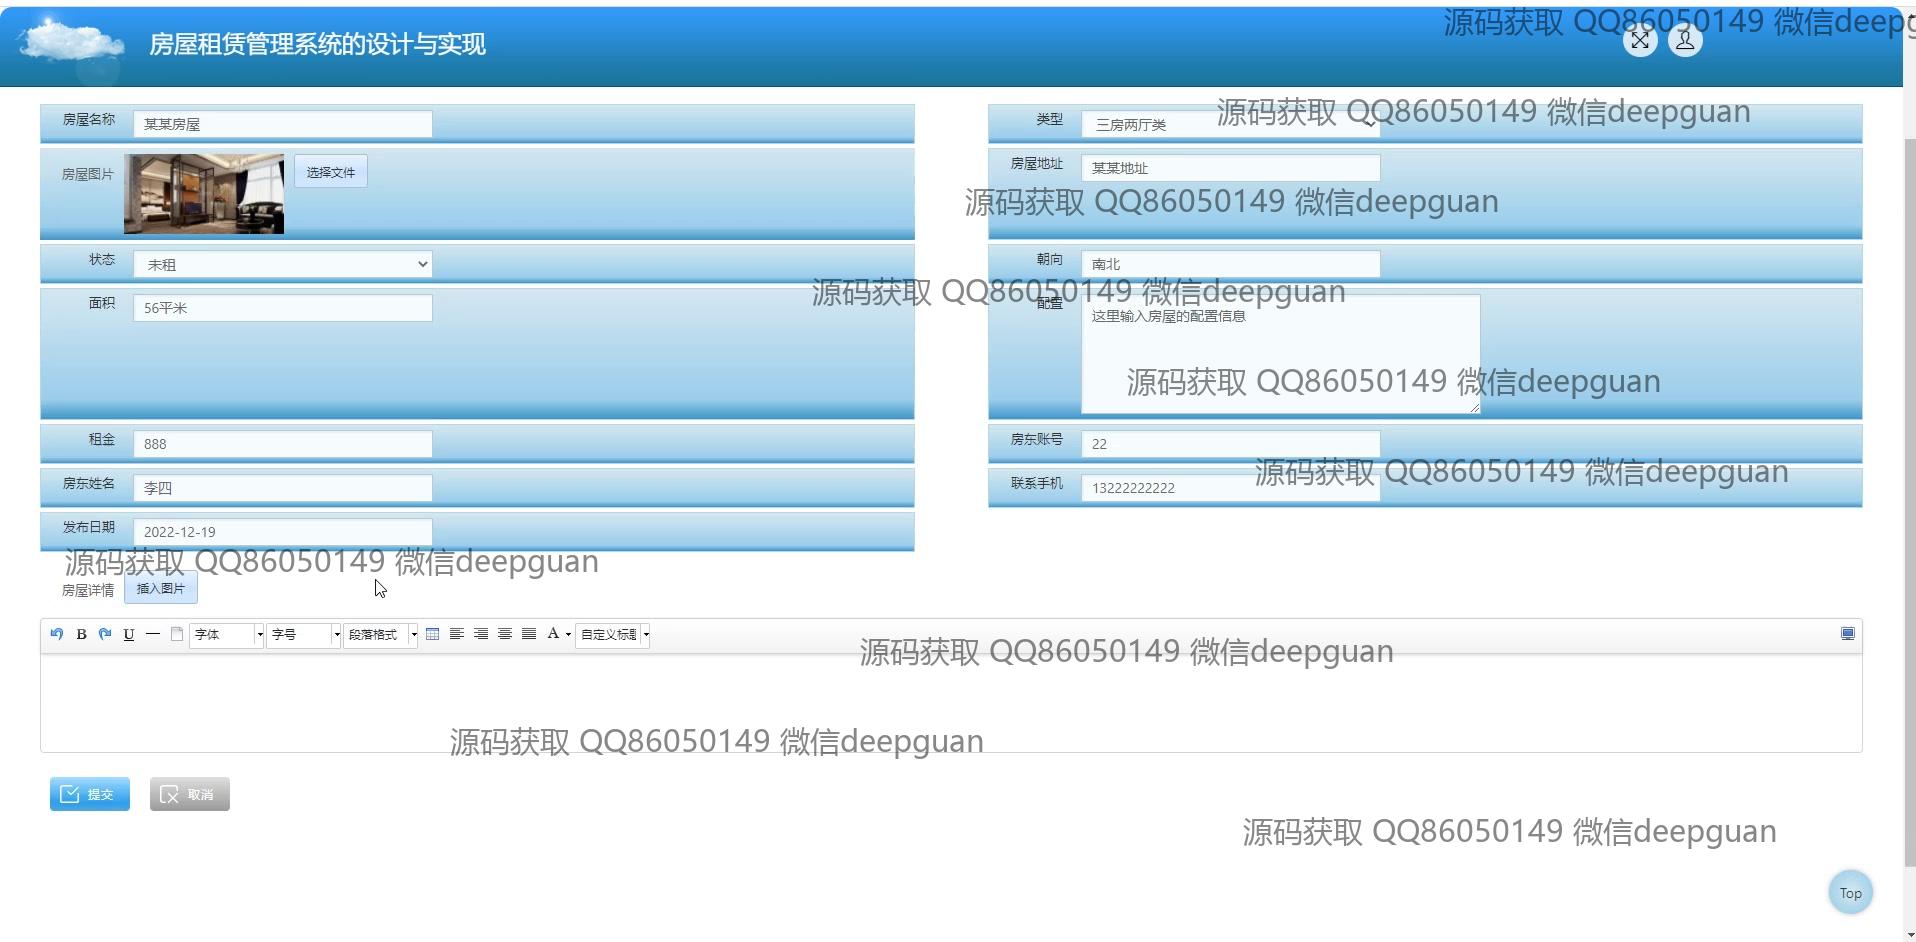 源码获取 QQ86050149 微信deepg
房屋租赁管理系统的设计与实现
房屋名称 某某房屋
类型 三房两厅类
源码获取 QQ86050149 微信deepguan
房屋图片 选择文件
房屋地址 某某地址
源码获取 QQ86050149 微信deepguan
状态 未租
朝向 南北
源码获取 QQ86050149 微信deepguan
面积 56平米
配置 这里输入房屋的配置信息
源码获取 QQ86050149 微信deepguan
租金 888
房东账号 22
源码获取 QQ86050149 微信deepguan
房东姓名 李四
联系手机 13222222222
发布日期 2022-12-19
源码获取 QQ86050149 微信deepguan
房屋详情 插入图片
B U 字体 字号 段落格式 A 自定义标题
源码获取 QQ86050149 微信deepguan
源码获取 QQ86050149 微信deepguan
提交 取消
源码获取 QQ86050149 微信deepguan
Top